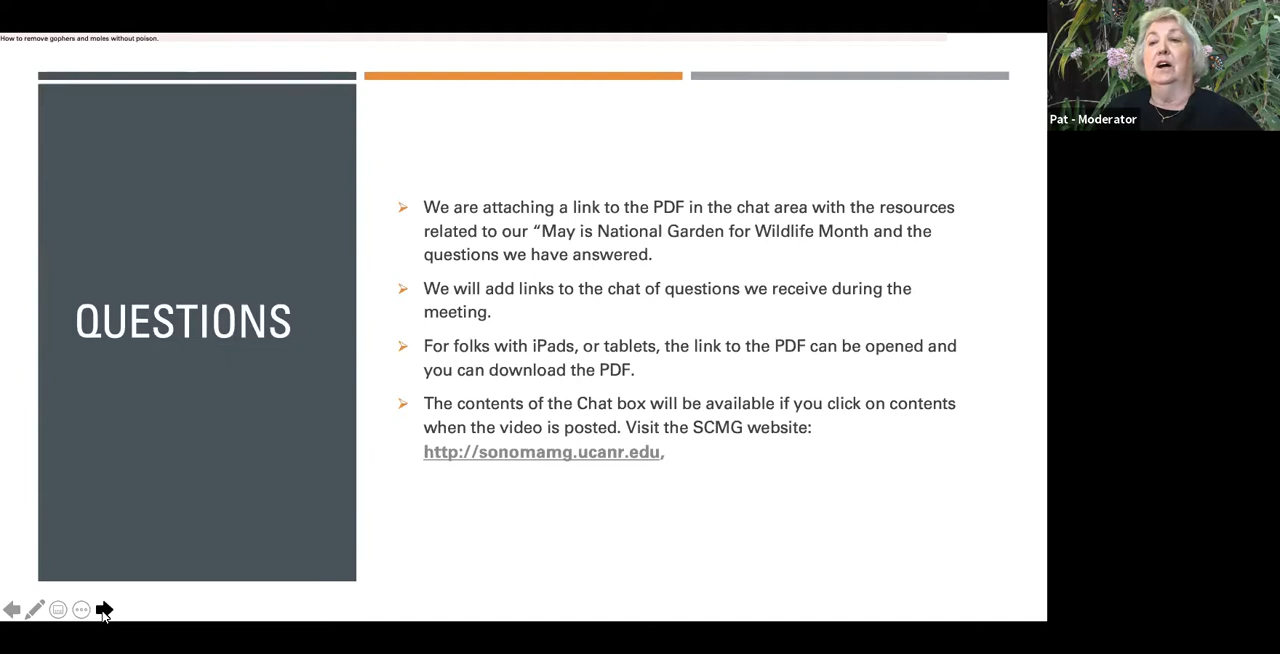 How to remove gophers and moles without poison.
Pat - Moderator
QUESTIONS
We are attaching a link to the PDF in the chat area with the resources
related to our “May is National Garden for Wildlife Month and the
questions we have answered.
We will add links to the chat of questions we receive during the
meeting.
For folks with iPads, or tablets, the link to the PDF can be opened and
you can download the PDF.
The contents of the Chat box will be available if you click on contents
when the video is posted. Visit the SCMG website:
http://sonomamg.ucanr.edu,